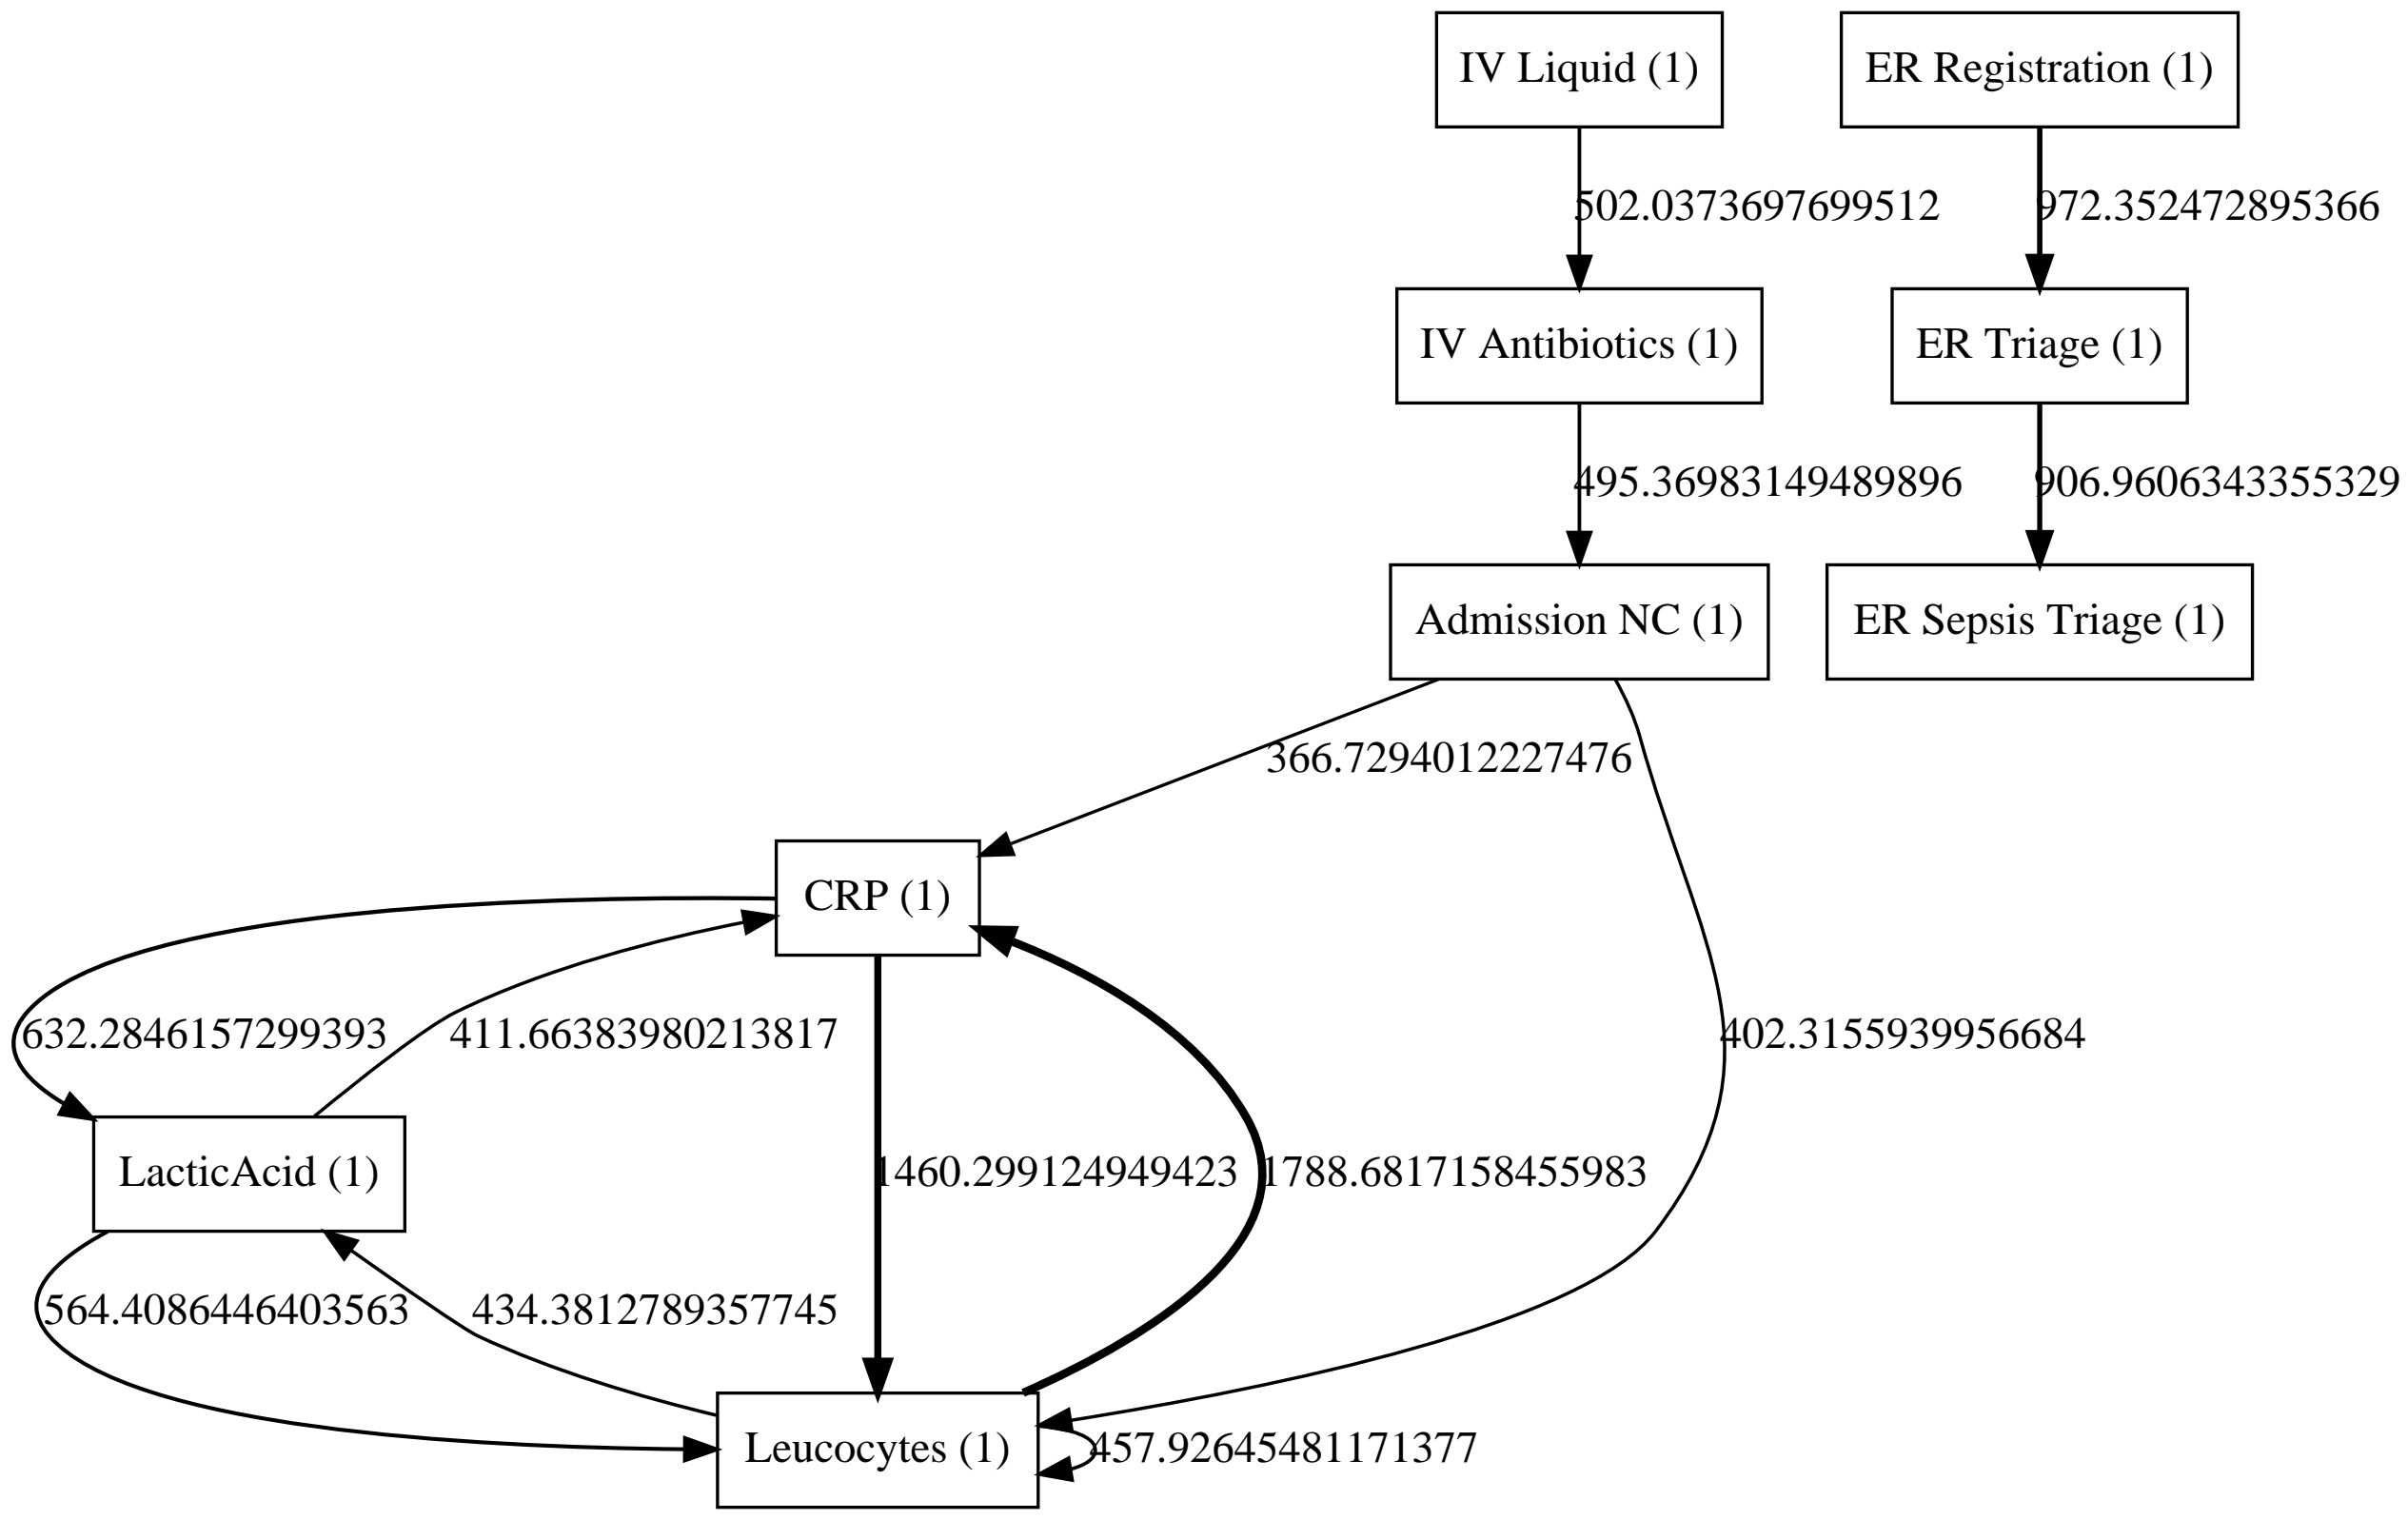 IV Liquid (1)
ER Registration (1)
502.0373697699512
972.352472895366
IV Antibiotics (1)
ER Triage (1)
495.36983149489896
906.9606343355329
Admission NC (1)
ER Sepsis Triage (1)
366.7294012227476
CRP (1)
632.2846157299393
411.66383980213817
402.3155939956684
LacticAcid (1)
1460.299124949423
1788.6817158455983
564.4086446403563
434.3812789357745
Leucocytes (1)
457.92645481171377